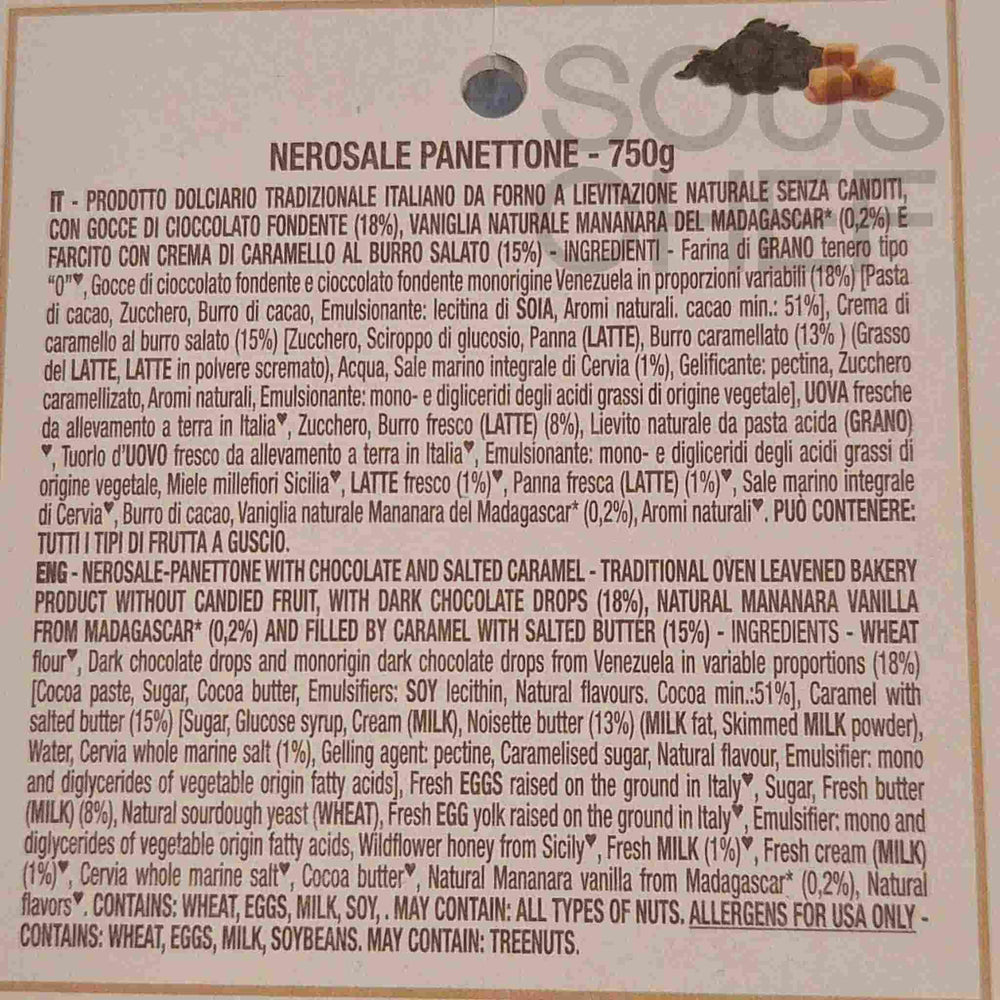 SOUS
CHEF
NEROSALE PANETTONE - 750g
IT - PRODOTTO DOLCIARIO TRADIZIONALE ITALIANO DA FORNO A LIEVITAZIONE NATURALE SENZA CANDITI,
CON GOCCE DI CIOCCOLATO FONDENTE (18%), VANIGLIA NATURALE MANANARA DEL MADAGASCAR* (0,2%) E
FARCITO CON CREMA DI CARAMELLO AL BURRO SALATO (15%) - INGREDIENTI - Farina di GRANO tenero tipo
"0"♥, Gocce di cioccolato fondente e cioccolato fondente monorigine Venezuela in proporzioni variabili (18%) [Pasta
di cacao, Zucchero, Burro di cacao, Emulsionante: lecitina di SOIA, Aromi naturali. cacao min.: 51%], Crema di
caramello al burro salato (15%) [Zucchero, Sciroppo di glucosio, Panna (LATTE), Burro caramellato (13% ) (Grasso
del LATTE, LATTE in polvere scremato), Acqua, Sale marino integrale di Cervia (1%), Gelificante: pectina, Zucchero
caramellizato, Aromi naturali, Emulsionante: mono- e digliceridi degli acidi grassi di origine vegetale], UOVA fresche
da allevamento a terra in Italia♥, Zucchero, Burro fresco (LATTE) (8%), Lievito naturale da pasta acida (GRANO)
♥, Tuorlo d'UOVO fresco da allevamento a terra in Italia♥, Emulsionante: mono- e digliceridi degli acidi grassi di
origine vegetale, Miele millefiori Sicilia♥, LATTE fresco (1%)♥, Panna fresca (LATTE) (1%)♥, Sale marino integrale
di Cervia♥, Burro di cacao, Vaniglia naturale Mananara del Madagascar* (0,2%), Aromi naturali♥. PUÒ CONTENERE:
TUTTI I TIPI DI FRUTTA A GUSCIO.
ENG - NEROSALE-PANETTONE WITH CHOCOLATE AND SALTED CARAMEL - TRADITIONAL OVEN LEAVENED BAKERY
PRODUCT WITHOUT CANDIED FRUIT, WITH DARK CHOCOLATE DROPS (18%), NATURAL MANANARA VANILLA
FROM MADAGASCAR* (0,2%) AND FILLED BY CARAMEL WITH SALTED BUTTER (15%) - INGREDIENTS - WHEAT
flour♥, Dark chocolate drops and monorigin dark chocolate drops from Venezuela in variable proportions (18%)
[Cocoa paste, Sugar, Cocoa butter, Emulsifiers: SOY lecithin, Natural flavours. Cocoa min.:51%], Caramel with
salted butter (15%) [Sugar, Glucose syrup, Cream (MILK), Noisette butter (13%) (MILK fat, Skimmed MILK powder),
Water, Cervia whole marine salt (1%), Gelling agent: pectine, Caramelised sugar, Natural flavour, Emulsifier: mono
and diglycerides of vegetable origin fatty acids], Fresh EGGS raised on the ground in Italy♥, Sugar, Fresh butter
(MILK) (8%), Natural sourdough yeast (WHEAT), Fresh EGG yolk raised on the ground in Italy♥, Emulsifier: mono and
diglycerides of vegetable origin fatty acids, Wildflower honey from Sicily♥, Fresh MILK (1%)♥, Fresh cream (MILK)
(1%)♥, Cervia whole marine salt♥, Cocoa butter♥, Natural Mananara vanilla from Madagascar* (0,2%), Natural
flavors♥. CONTAINS: WHEAT, EGGS, MILK, SOY, . MAY CONTAIN: ALL TYPES OF NUTS. ALLERGENS FOR USA ONLY -
CONTAINS: WHEAT, EGGS, MILK, SOYBEANS. MAY CONTAIN: TREENUTS.